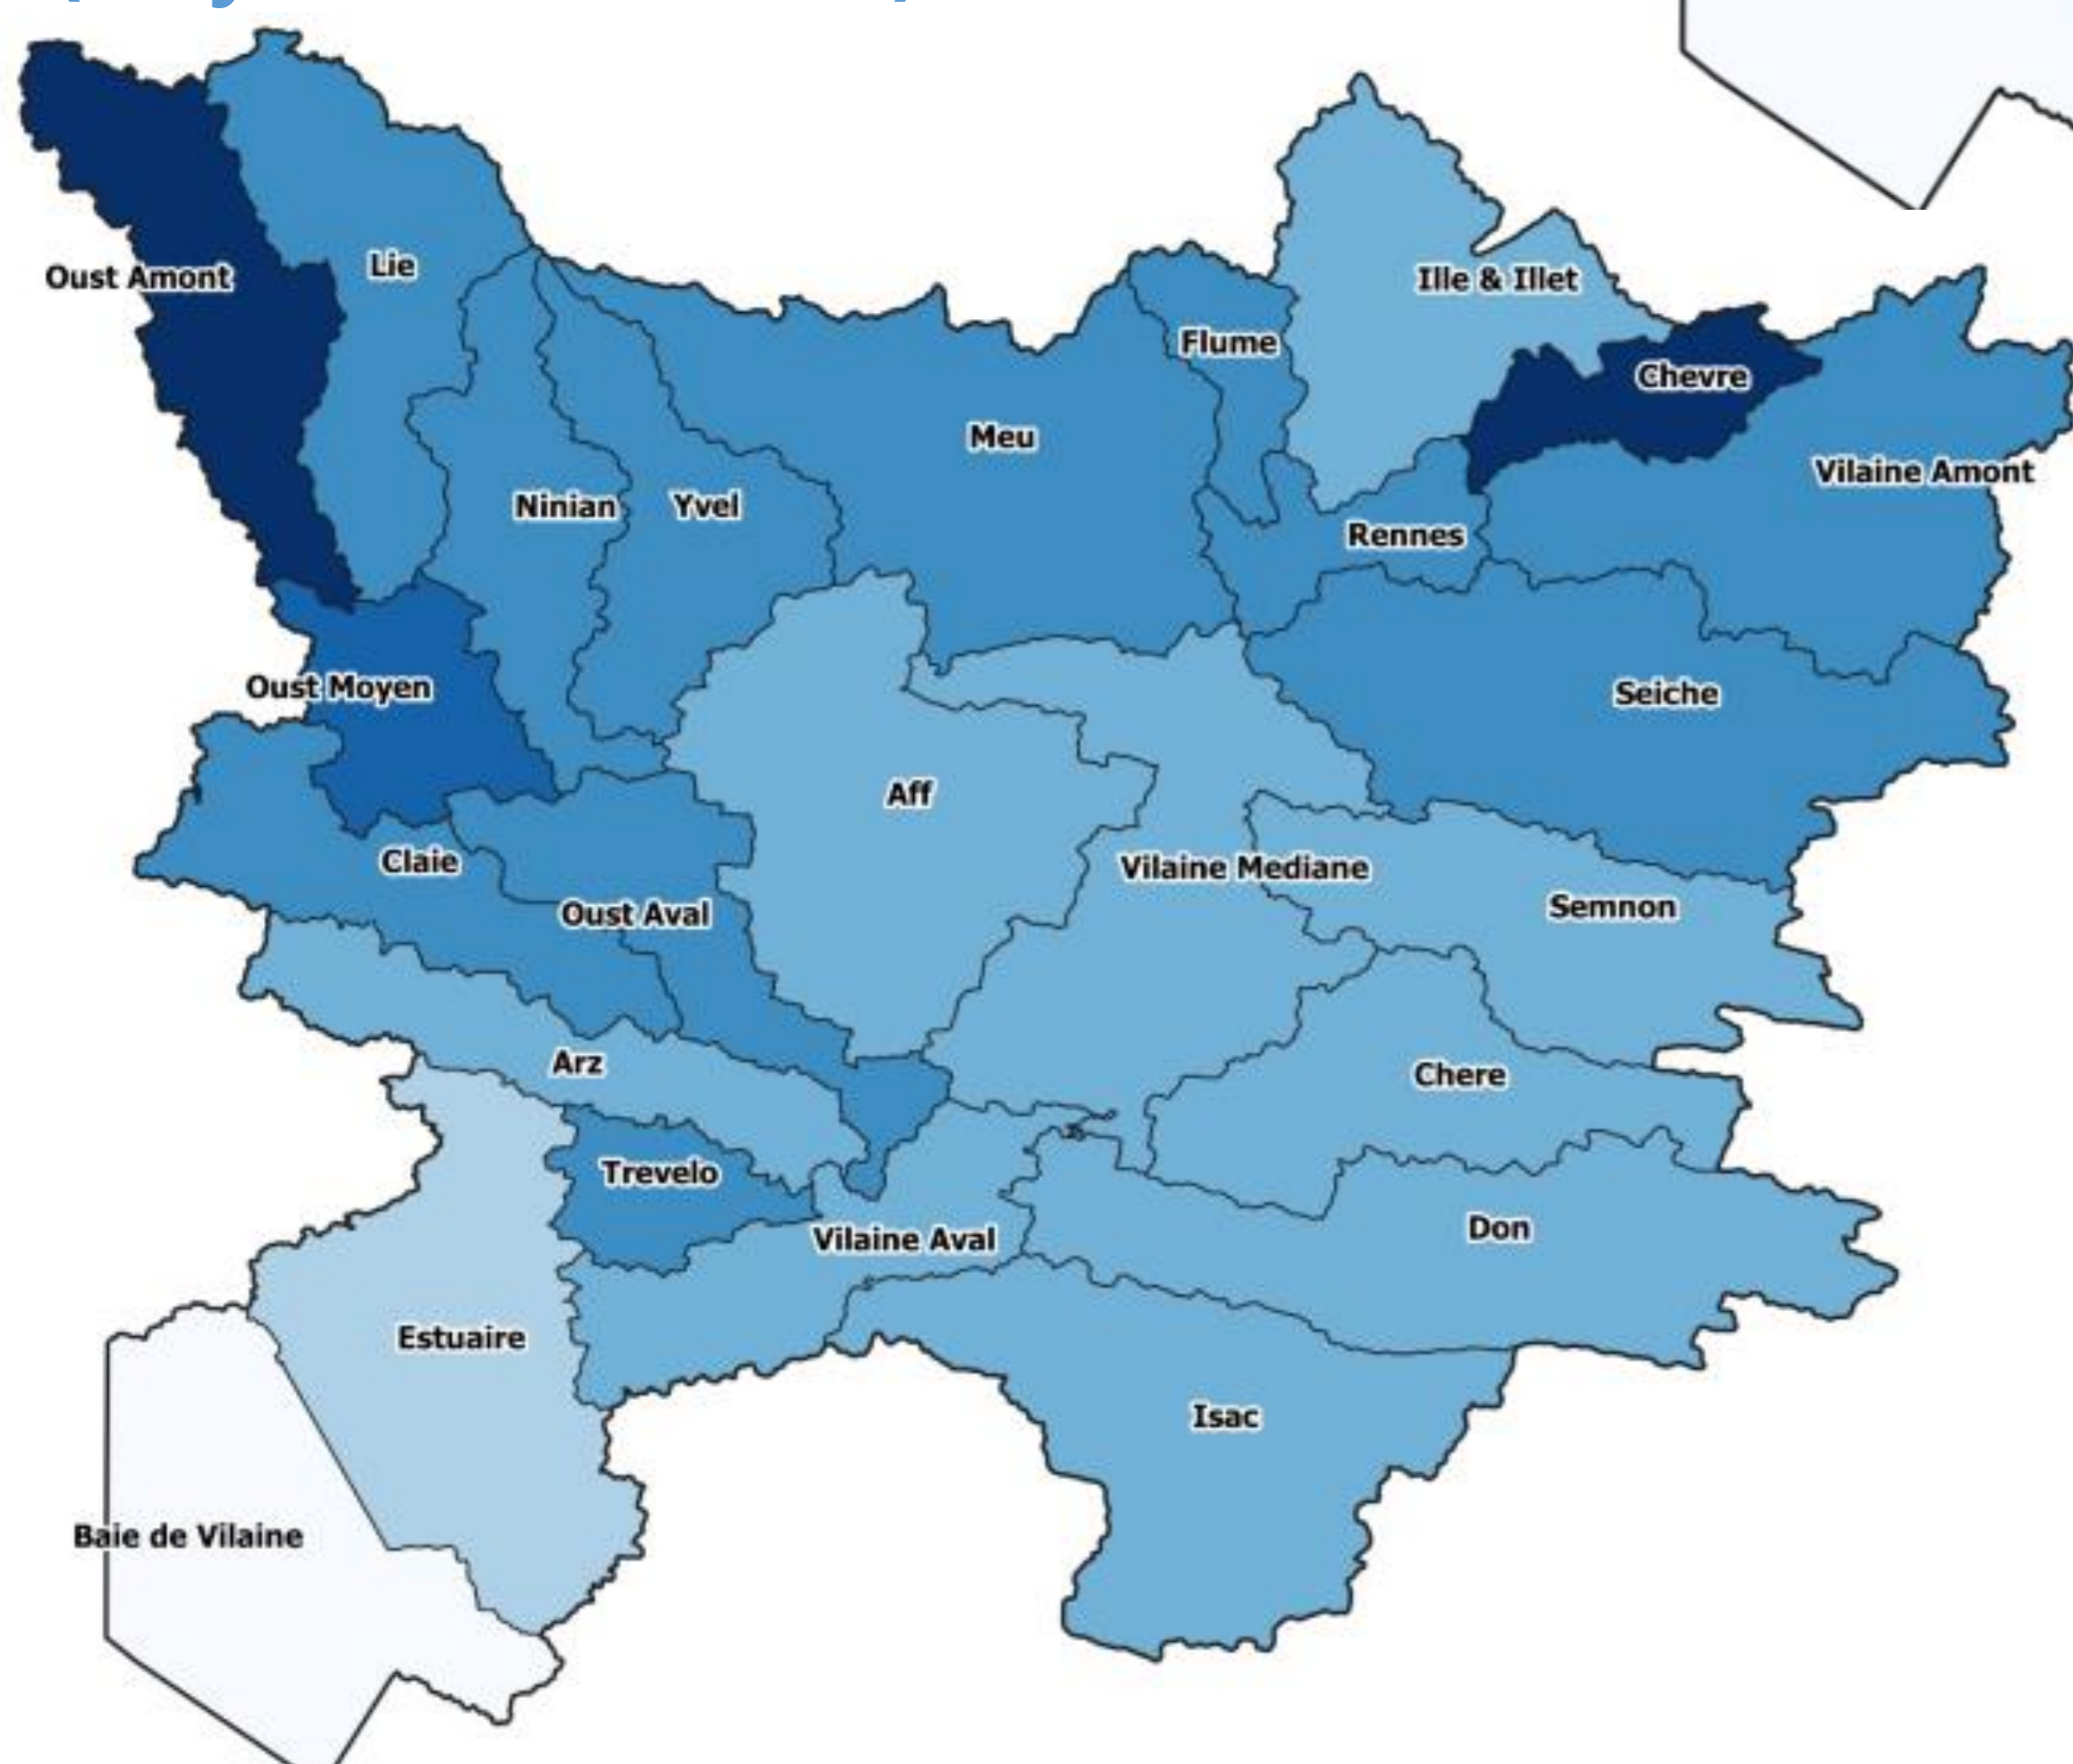 Oust Amont
Lie
Ille & Illet
Flume
Chevre
Meu
Vilaine Amont
Ninian
Yvel
Rennes
Oust Moyen
Seiche
Aff
Claie
Vilaine Mediane
Oust Aval
Semnon
Arz
Chere
Trevelo
Vilaine Aval
Don
Estuaire
Isac
Baie de Vilaine